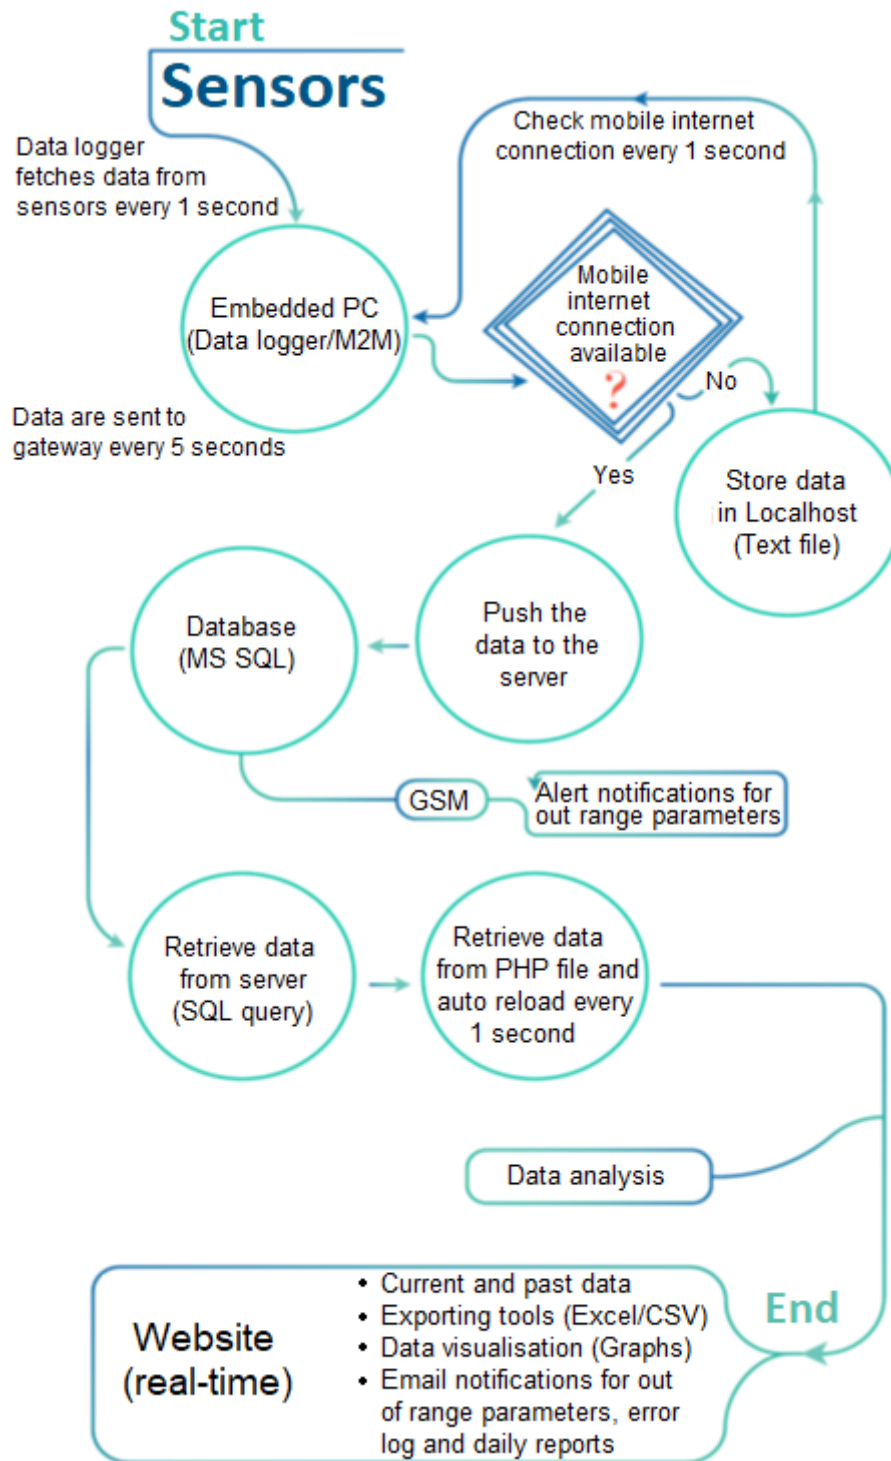 Start
Sensors
Data logger
fetches data from
sensors every 1 second
Check mobile internet
connection every 1 second
Embedded PC
(Data logger/M2M)
Mobile
internet
connection
available
?
No
Data are sent to
gateway every 5 seconds
Yes
Store data
in Localhost
(Text file)
Push the
data to the
server
Database
(MS SQL)
GSM
Alert notifications for
out range parameters
Retrieve data
from server
(SQL query)
Retrieve data
from PHP file and
auto reload every
1 second
Data analysis
End
Website
(real-time)
• Current and past data
• Exporting tools (Excel/CSV)
• Data visualisation (Graphs)
• Email notifications for out
of range parameters, error
log and daily reports